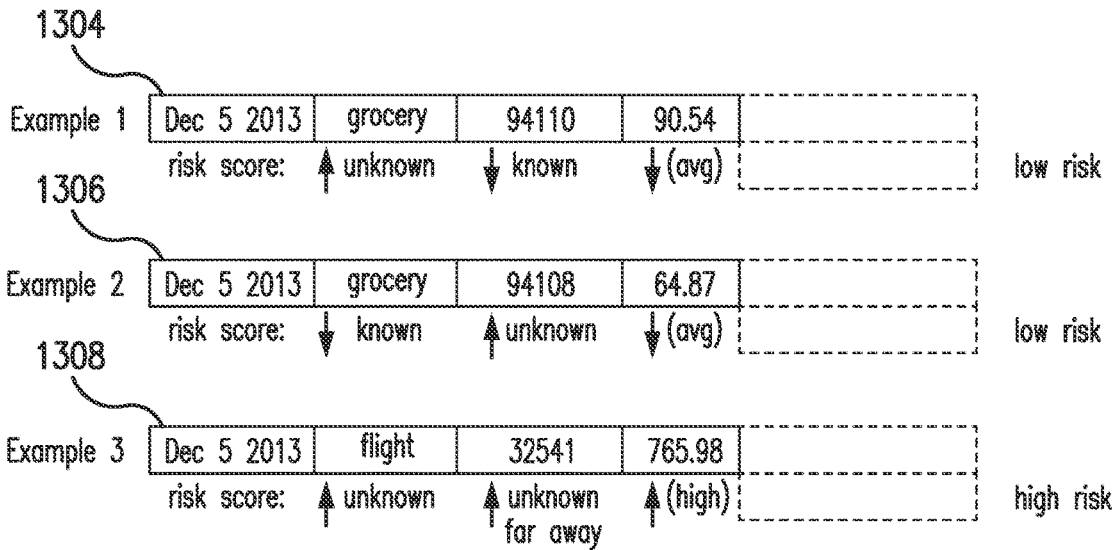 1304
Example 1 Dec 5 2013 grocery 94110 90.54
risk score: unknown known (avg) low risk
1306
Example 2 Dec 5 2013 grocery 94108 64.87
risk score: known unknown (avg) low risk
1308
Example 3 Dec 5 2013 flight 32541 765.98
risk score: unknown unknown (high) high risk
far away